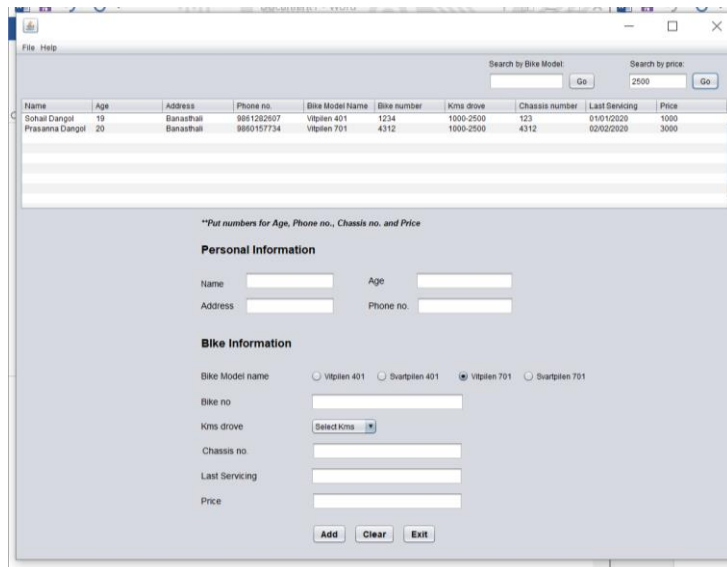 File Help
Search by Bike Model: Search by price:
Go 2500 Go
Name Age Address Phone no. Bike Model Name Bike number Kms drove Chassis number Last Servicing Price
Sohail Dangol 19 Banasthali 9861282607 Vitpilen 401 1234 1000-2500 123 01/01/2020 1000
Prasanna Dangol 20 Banasthali 9860157734 Vitpilen 701 4312 1000-2500 4312 02/02/2020 3000
**Put numbers for Age, Phone no., Chassis no. and Price
Personal Information
Name Age
Address Phone no.
Bike Information
Bike Model name Vitpilen 401 Svartpilen 401 Vitpilen 701 Svartpilen 701
Bike no
Kms drove Select Kms
Chassis no.
Last Servicing
Price
Add Clear Exit